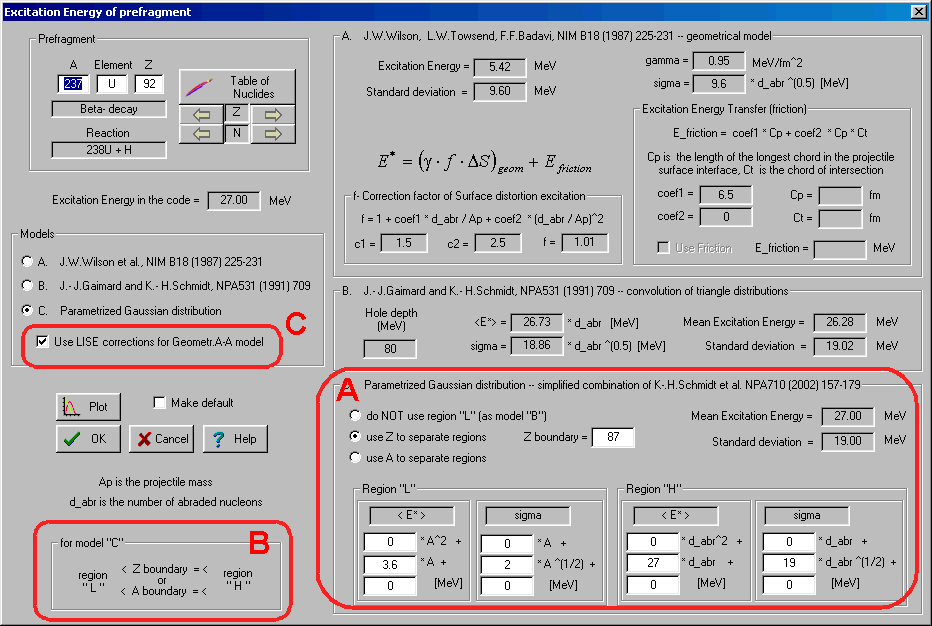 Excitation Energy of prefragment
Prefragment
A Element Z
237 U 92
Beta- decay
Reaction
238U + H
Table of
Nuclides
Z
N
Excitation Energy in the code = 27.00 MeV
Models
A. J.W.Wilson et al., NIM B18 (1987) 225-231
B. J.-J.Gaimard and K.-H.Schmidt, NPA531 (1991) 709
C. Parametrized Gaussian distribution
Use LISE corrections for Geometr.A-A model
C
Plot
Make default
OK Cancel ? Help
Ap is the projectile mass
d_abr is the number of abraded nucleons
for model "C"
B
region
"L"
< Z boundary =<
or
< A boundary =<
region
"H"
A. J.W.Wilson, L.W.Towsend, F.F.Badavi, NIM B18 (1987) 225-231 -- geometrical model
Excitation Energy = 5.42 MeV
Standard deviation = 9.60 MeV
gamma = 0.95 MeV/fm^2
sigma = 9.6 * d_abr ^(0.5) [MeV]
E* = (γ · f · ΔS)geom + Efriction
f- Correction factor of Surface distortion excitation
f = 1 + coef1 * d_abr / Ap + coef2 * (d_abr / Ap)^2
c1 = 1.5 c2 = 2.5 f = 1.01
Excitation Energy Transfer (friction)
E_friction = coef1 * Cp + coef2 * Cp * Ct
Cp is the length of the longest chord in the projectile
surface interface, Ct is the chord of intersection
coef1 = 6.5 Cp = fm
coef2 = 0 Ct = fm
Use Friction E_friction = MeV
B. J.-J.Gaimard and K.-H.Schmidt, NPA531 (1991) 709 -- convolution of triangle distributions
Hole depth
(MeV)
80
<E*> = 26.73 * d_abr [MeV]
sigma = 18.86 * d_abr ^(0.5) [MeV]
Mean Excitation Energy = 26.28 MeV
Standard deviation = 19.02 MeV
A
Parametrized Gaussian distribution -- simplified combination of K-.H.Schmidt et al. NPA710 (2002) 157-179
do NOT use region "L" (as model "B")
use Z to separate regions Z boundary = 87
use A to separate regions
Mean Excitation Energy = 27.00 MeV
Standard deviation = 19.00 MeV
Region "L"
< E* > sigma
0 * A^2 + 0 * A +
3.6 * A + 2 * A ^(1/2) +
0 [MeV] 0 [MeV]
Region "H"
< E* > sigma
0 * d_abr^2 + 0 * d_abr +
27 * d_abr + 19 * d_abr ^(1/2) +
0 [MeV] 0 [MeV]